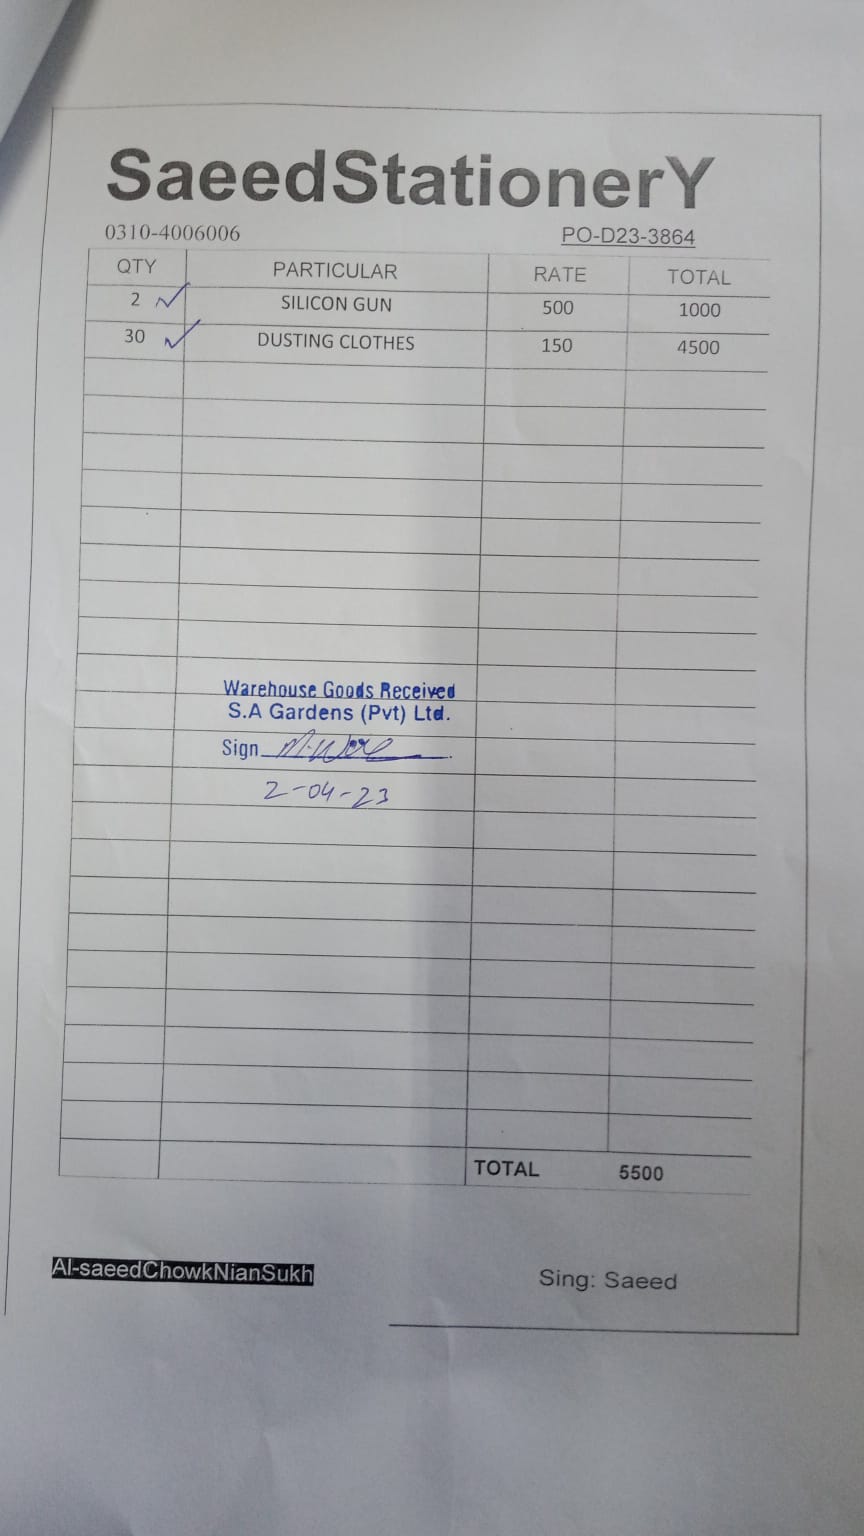 SaeedStationerY
0310-4006006 PO-D23-3864
QTY PARTICULAR RATE TOTAL
2 SILICON GUN 500 1000
30 DUSTING CLOTHES 150 4500
Warehouse Goods Received
S.A Gardens (Pvt) Ltd.
Sign
2-04-23
TOTAL 5500
Al-saeedChowkNianSukh
Sing: Saeed